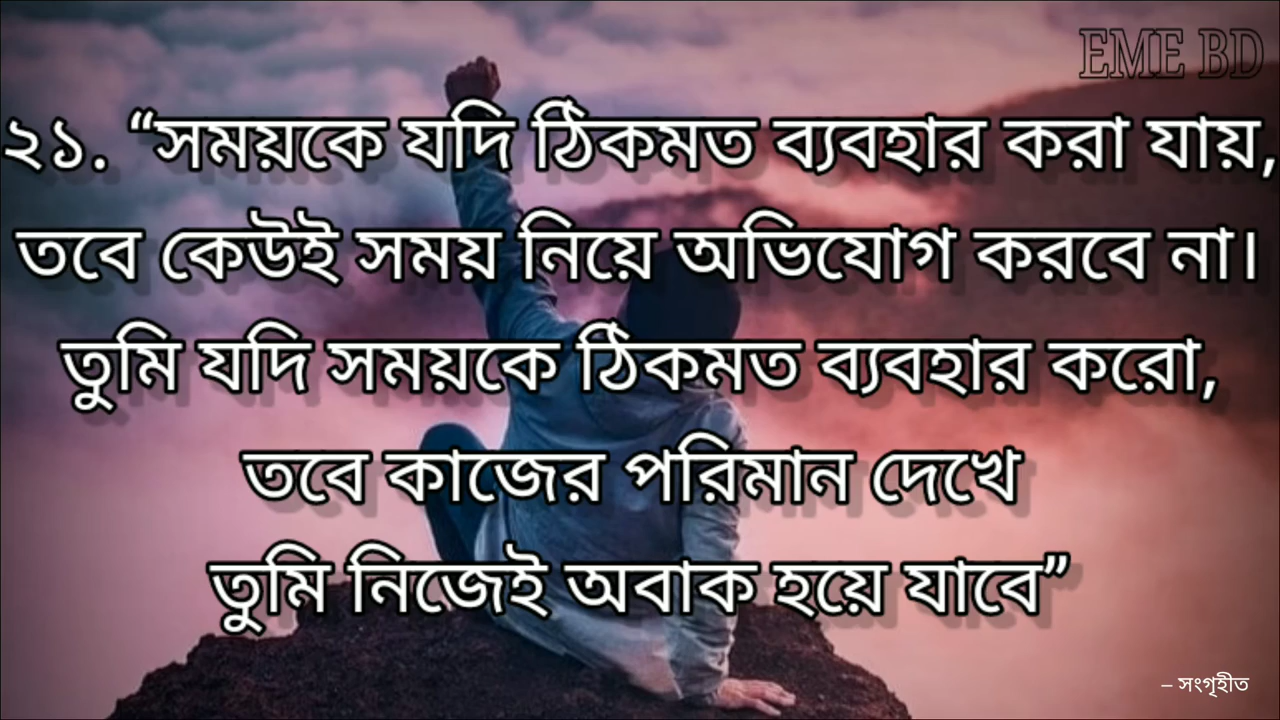 EME BD
২১. “সময়কে যদি ঠিকমত ব্যবহার করা যায়,
তবে কেউই সময় নিয়ে অভিযোগ করবে না।
তুমি যদি সময়কে ঠিকমত ব্যবহার করো,
তবে কাজের পরিমান দেখে
তুমি নিজেই অবাক হয়ে যাবে”
– সংগৃহীত